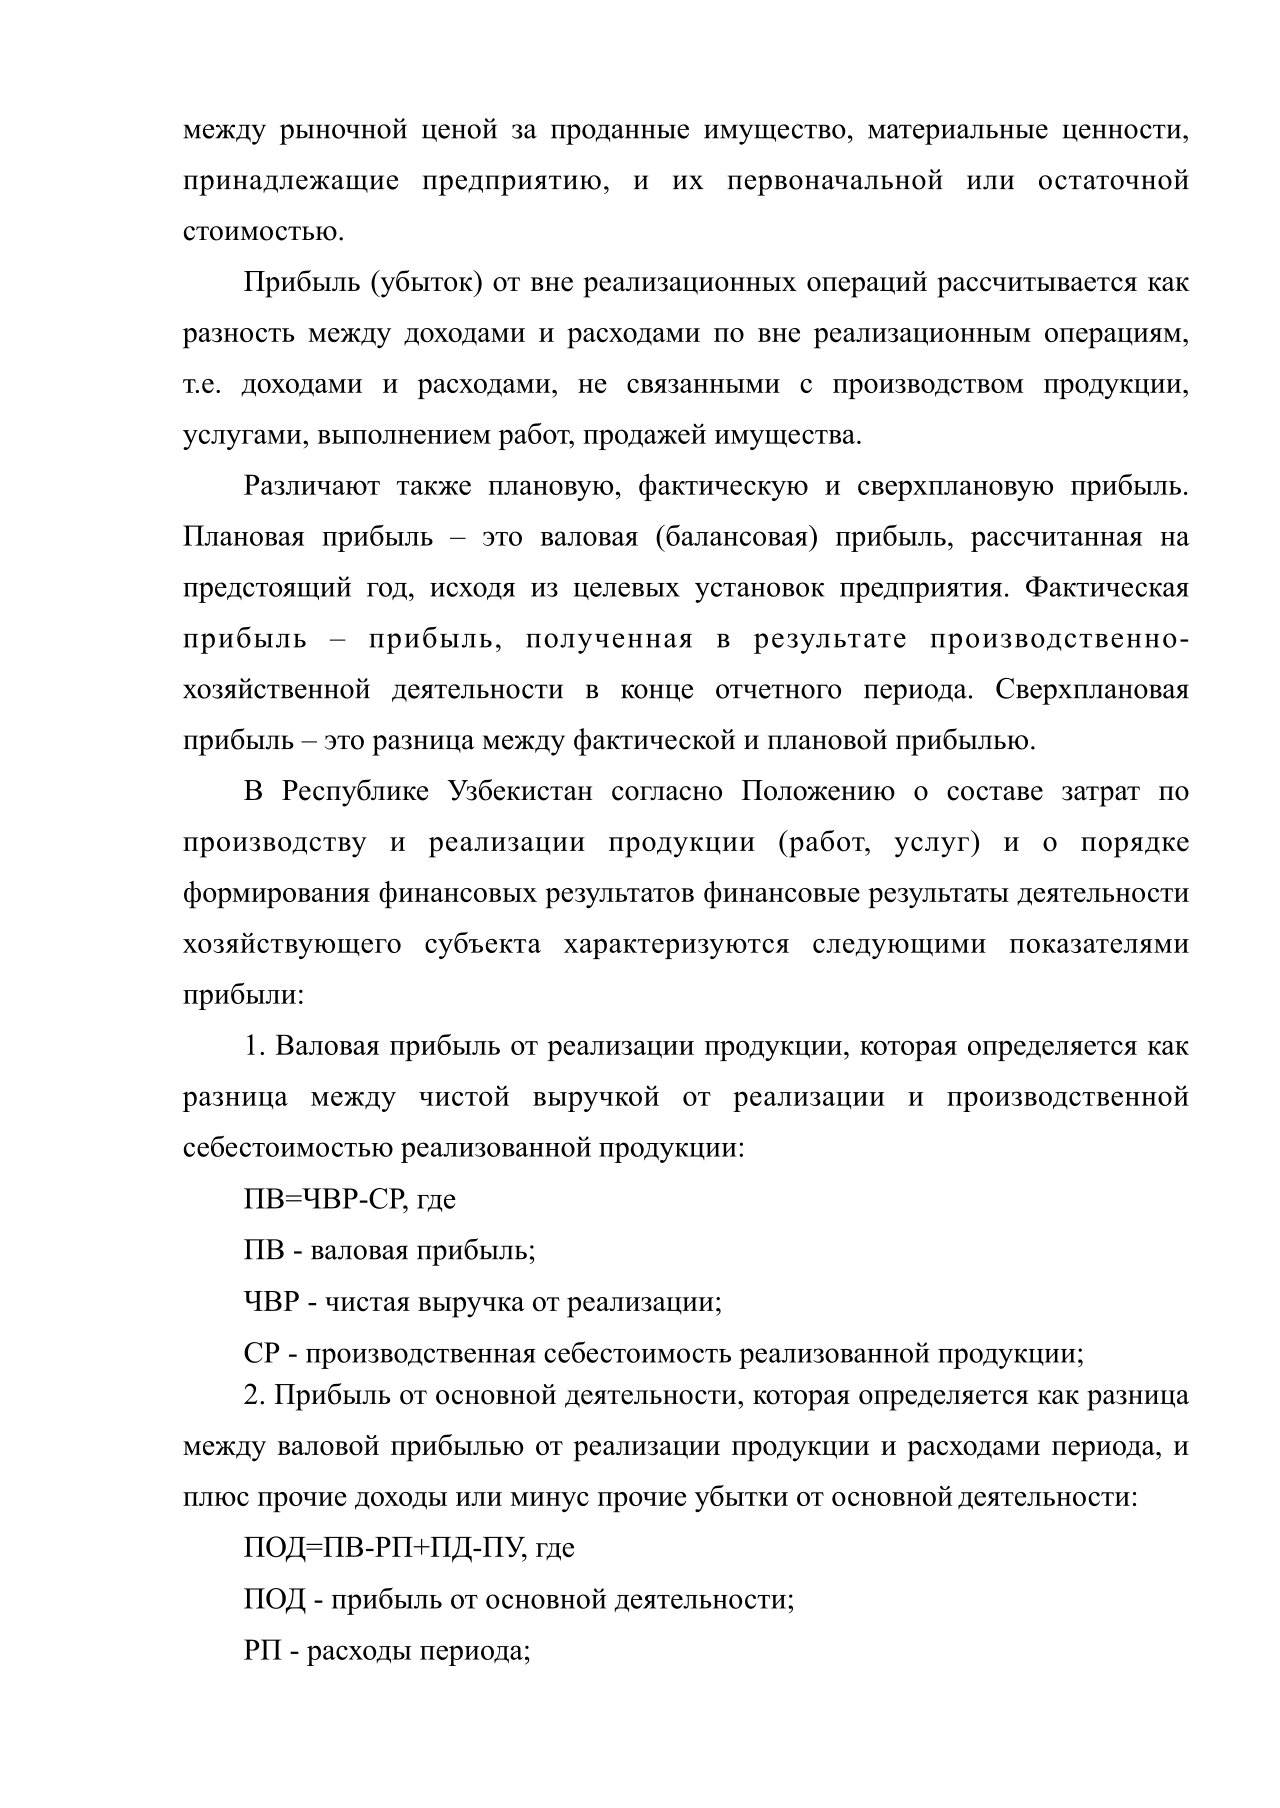 между рыночной ценой за проданные имущество, материальные ценности,
принадлежащие предприятию, и их первоначальной или остаточной
стоимостью.
Прибыль (убыток) от вне реализационных операций рассчитывается как
разность между доходами и расходами по вне реализационным операциям,
т.е. доходами и расходами, не связанными с производством продукции,
услугами, выполнением работ, продажей имущества.
Различают также плановую, фактическую и сверхплановую прибыль.
Плановая прибыль – это валовая (балансовая) прибыль, рассчитанная на
предстоящий год, исходя из целевых установок предприятия. Фактическая
прибыль – прибыль, полученная в результате производственно-
хозяйственной деятельности в конце отчетного периода. Сверхплановая
прибыль – это разница между фактической и плановой прибылью.
В Республике Узбекистан согласно Положению о составе затрат по
производству и реализации продукции (работ, услуг) и о порядке
формирования финансовых результатов финансовые результаты деятельности
хозяйствующего субъекта характеризуются следующими показателями
прибыли:
1. Валовая прибыль от реализации продукции, которая определяется как
разница между чистой выручкой от реализации и производственной
себестоимостью реализованной продукции:
ПВ=ЧВР-СР, где
ПВ - валовая прибыль;
ЧВР - чистая выручка от реализации;
СР - производственная себестоимость реализованной продукции;
2. Прибыль от основной деятельности, которая определяется как разница
между валовой прибылью от реализации продукции и расходами периода, и
плюс прочие доходы или минус прочие убытки от основной деятельности:
ПОД=ПВ-РП+ПД-ПУ, где
ПОД - прибыль от основной деятельности;
РП - расходы периода;